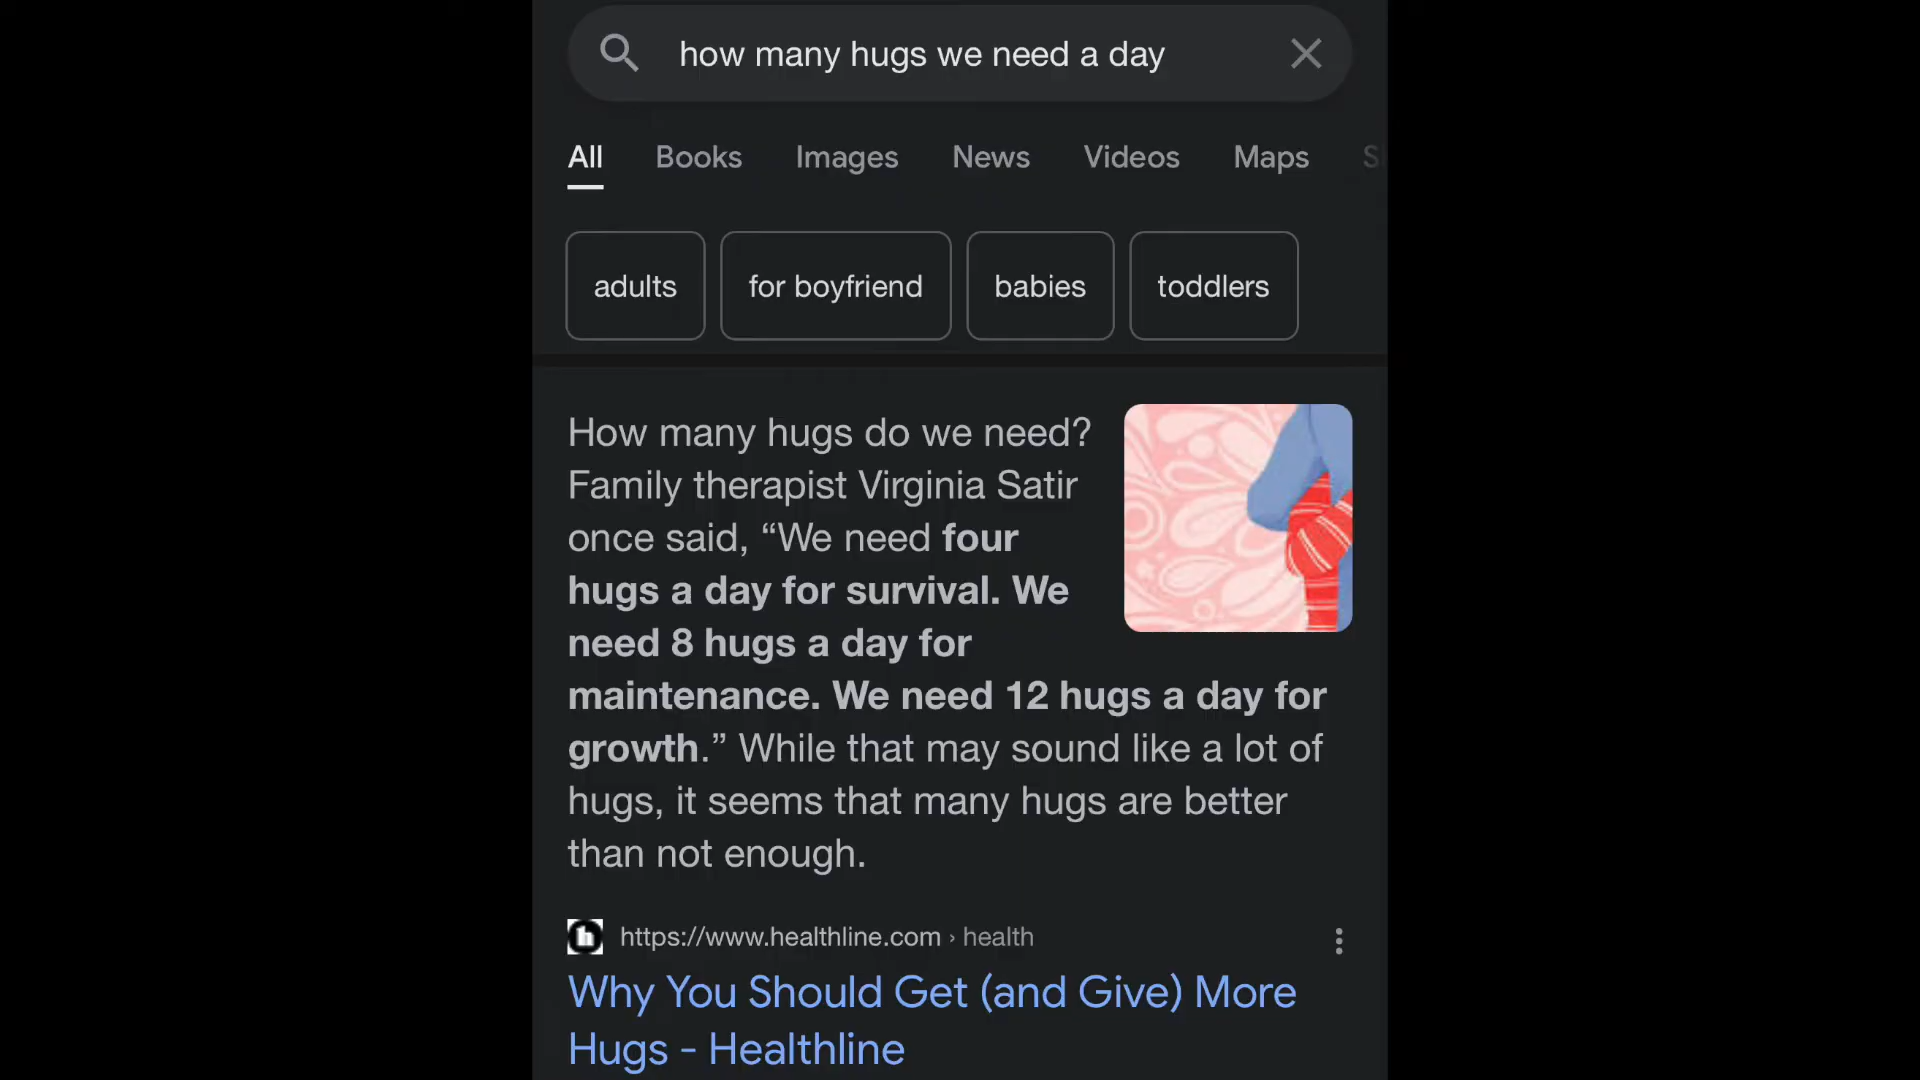 how many hugs we need a day
All Books Images News Videos Maps
adults for boyfriend babies toddlers
How many hugs do we need?
Family therapist Virginia Satir
once said, “We need four
hugs a day for survival. We
need 8 hugs a day for
maintenance. We need 12 hugs a day for
growth.” While that may sound like a lot of
hugs, it seems that many hugs are better
than not enough.
https://www.healthline.com › health
Why You Should Get (and Give) More
Hugs - Healthline